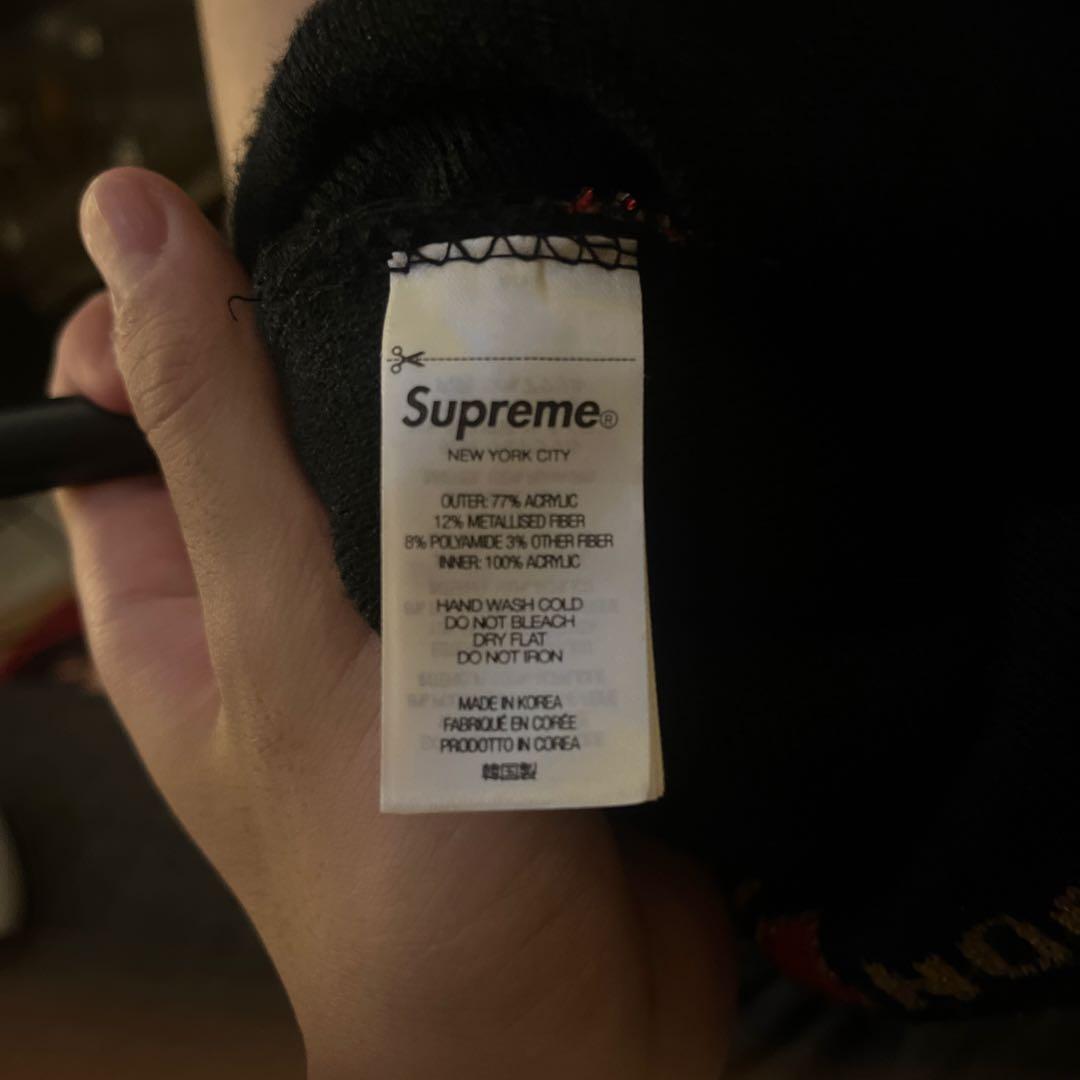 Supreme®
NEW YORK CITY
OUTER: 77% ACRYLIC
12% METALLISED FIBER
8% POLYAMIDE 3% OTHER FIBER
INNER: 100% ACRYLIC
HAND WASH COLD
DO NOT BLEACH
DRY FLAT
DO NOT IRON
MADE IN KOREA
FABRIQUÉ EN CORÉE
PRODOTTO IN COREA
韓国製